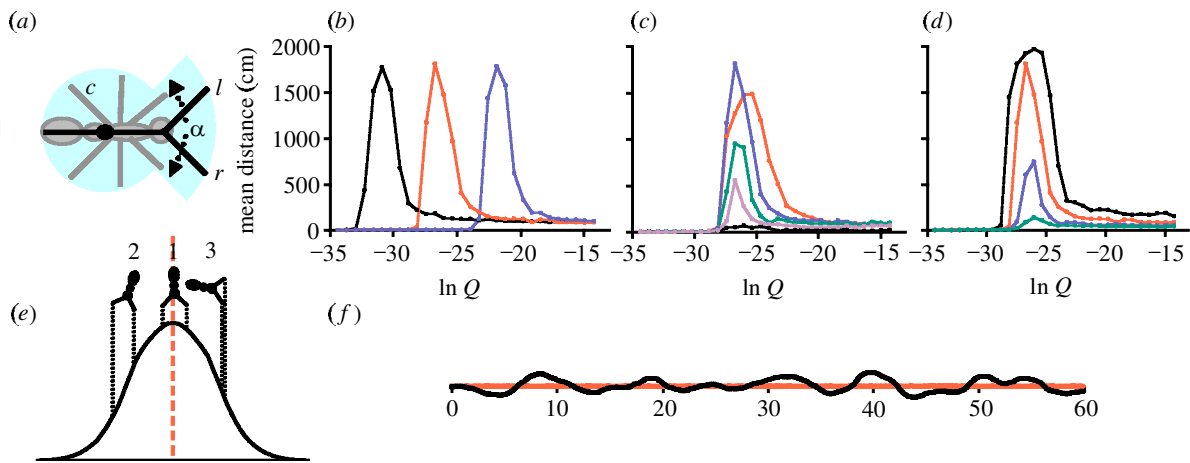 (a)
c
l
α
r
(b)
mean distance (cm)
2000
1500
1000
500
0
−35 −30 −25 −20 −15
ln Q
(c)
−35 −30 −25 −20 −15
ln Q
(d)
−35 −30 −25 −20 −15
ln Q
(e)
2 1 3
(f)
0 10 20 30 40 50 60